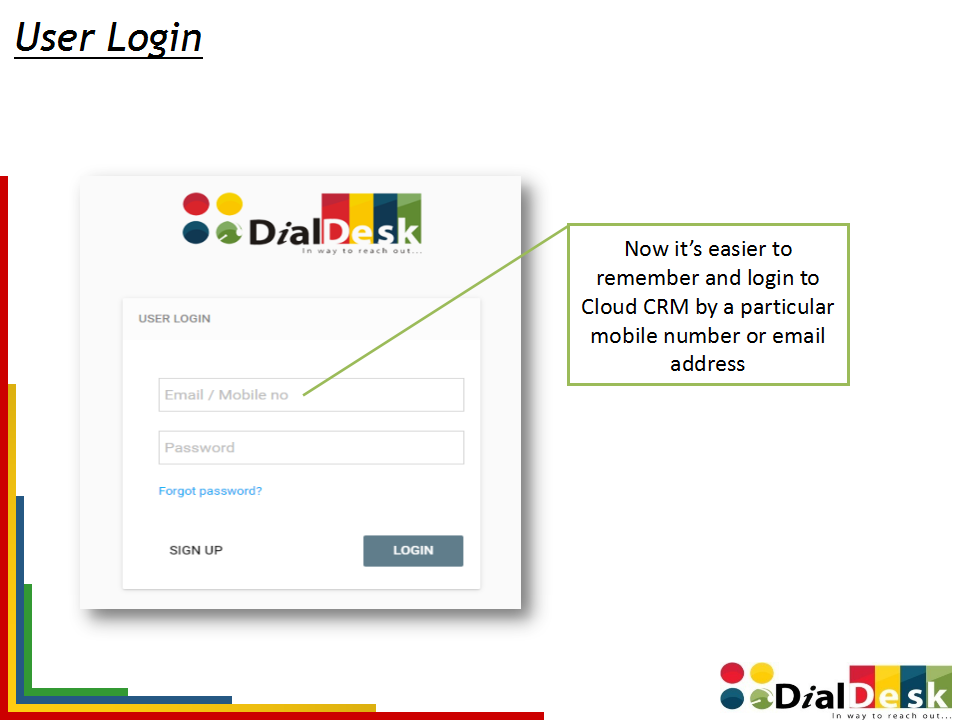 User Login
DialDesk
In way to reach out...
USER LOGIN
Email / Mobile no
Password
Forgot password?
SIGN UP
LOGIN
Now it’s easier to
remember and login to
Cloud CRM by a particular
mobile number or email
address
DialDesk
In way to reach out...